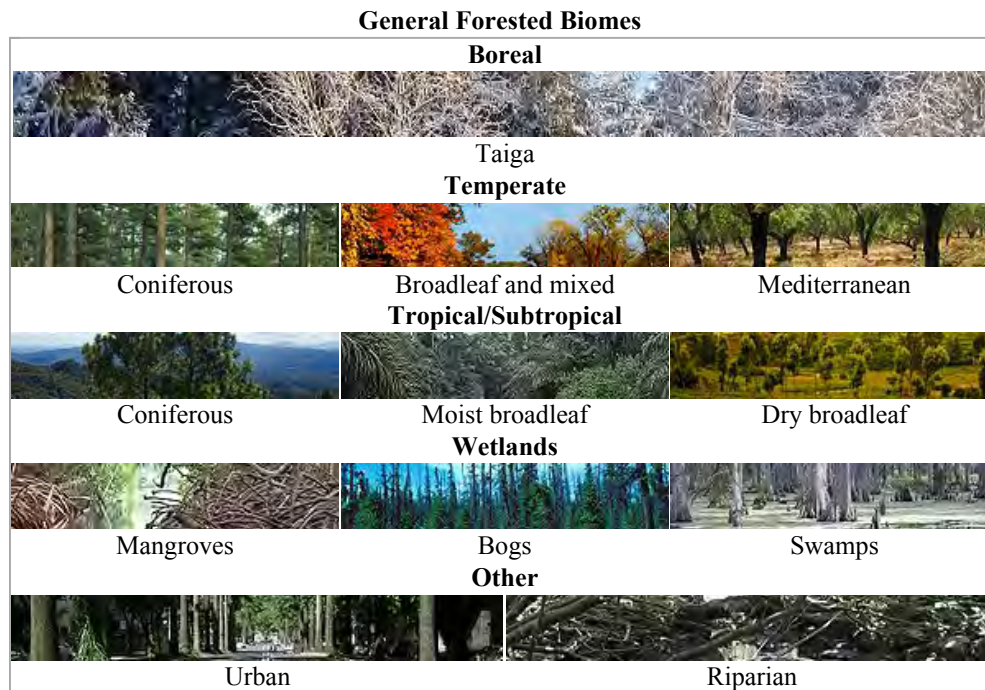 General Forested Biomes
Boreal
Taiga
Temperate
Coniferous Broadleaf and mixed Mediterranean
Tropical/Subtropical
Coniferous Moist broadleaf Dry broadleaf
Wetlands
Mangroves Bogs Swamps
Other
Urban Riparian